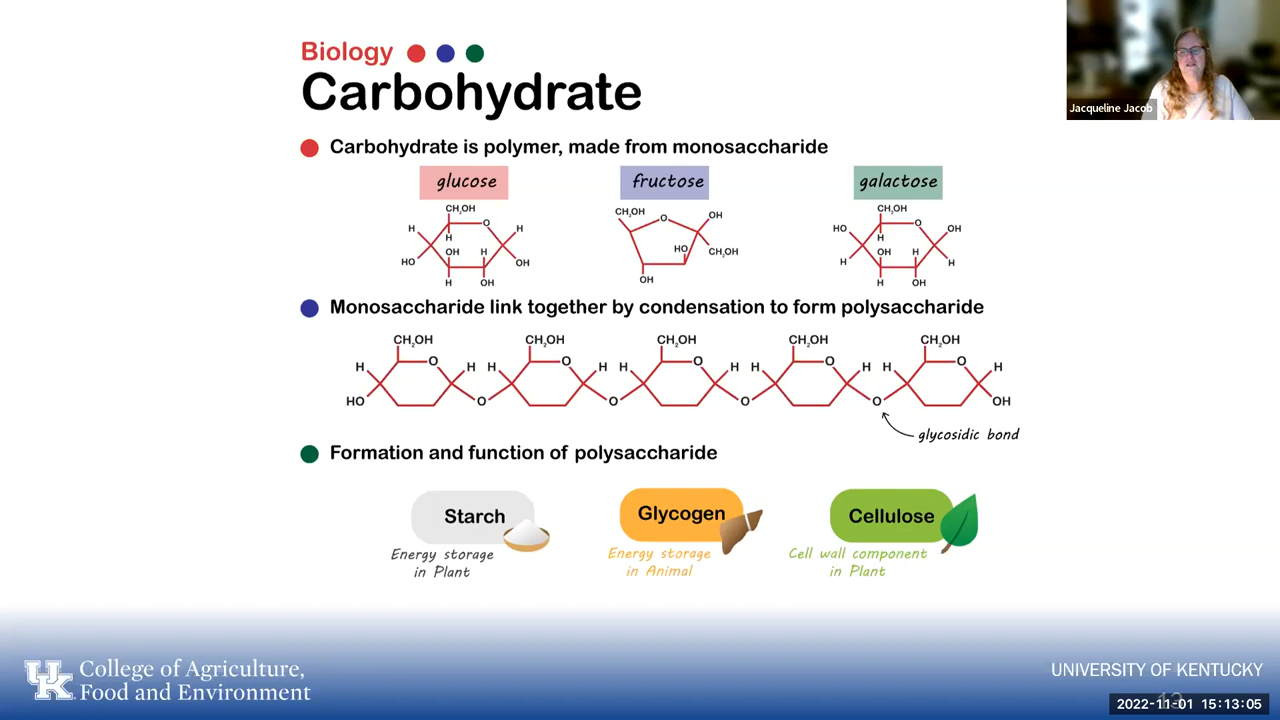 Jacqueline Jacob
Biology
Carbohydrate
Carbohydrate is polymer, made from monosaccharide
glucose fructose galactose
CH₂OH CH₂OH OH CH₂OH
H O H O HO O OH
H HO CH₂OH H
OH H OH H
HO OH H H
H OH OH H OH
Monosaccharide link together by condensation to form polysaccharide
CH₂OH CH₂OH CH₂OH CH₂OH CH₂OH
H O H H O H H O H H O H H O H
HO O O O O OH
glycosidic bond
Formation and function of polysaccharide
Starch Glycogen Cellulose
Energy storage Energy storage Cell wall component
in Plant in Animal in Plant
UK College of Agriculture,
Food and Environment
UNIVERSITY OF KENTUCKY
2022-11-01 15:13:05